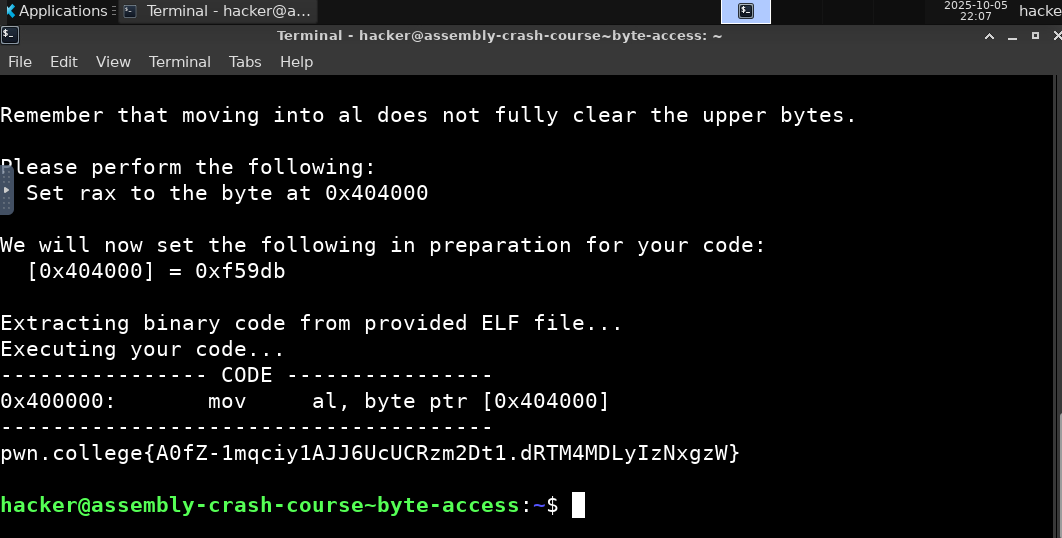 Applications
Terminal - hacker@a...
2025-10-05
22:07
hacke
Terminal - hacker@assembly-crash-course~byte-access: ~
File Edit View Terminal Tabs Help
Remember that moving into al does not fully clear the upper bytes.
Please perform the following:
  Set rax to the byte at 0x404000
We will now set the following in preparation for your code:
  [0x404000] = 0xf59db
Extracting binary code from provided ELF file...
Executing your code...
---------------- CODE ----------------
0x400000:       mov     al, byte ptr [0x404000]
--------------------------------------
pwn.college{A0fZ-1mqciy1AJJ6UcUCRzm2Dt1.dRTM4MDLyIzNxgzW}
hacker@assembly-crash-course~byte-access:~$